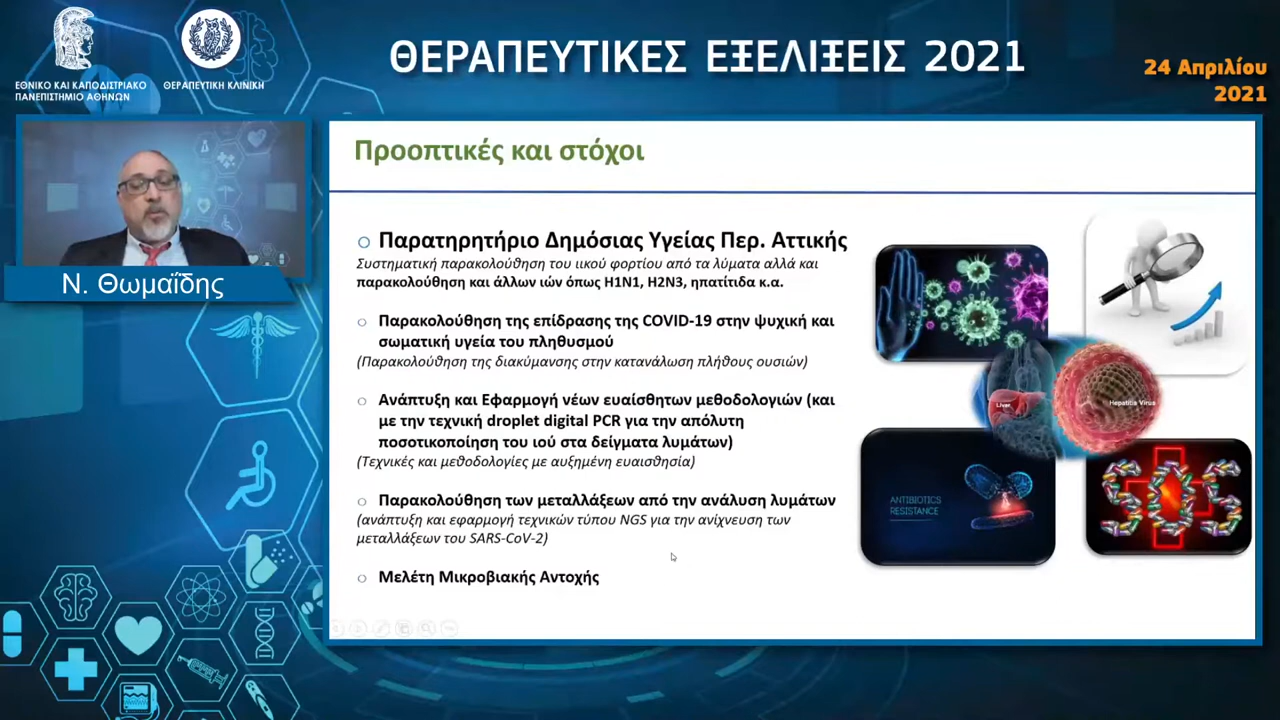 ΕΘΝΙΚΟ ΚΑΙ ΚΑΠΟΔΙΣΤΡΙΑΚΟ
ΠΑΝΕΠΙΣΤΗΜΙΟ ΑΘΗΝΩΝ
ΘΕΡΑΠΕΥΤΙΚΗ ΚΛΙΝΙΚΗ
ΘΕΡΑΠΕΥΤΙΚΕΣ ΕΞΕΛΙΞΕΙΣ 2021
24 Απριλίου
2021
Ν. Θωμαΐδης
Προοπτικές και στόχοι
Παρατηρητήριο Δημόσιας Υγείας Περ. Αττικής
Συστηματική παρακολούθηση του ιικού φορτίου από τα λύματα αλλά και
παρακολούθηση και άλλων ιών όπως H1N1, H2N3, ηπατίτιδα κ.α.
Παρακολούθηση της επίδρασης της COVID-19 στην ψυχική και
σωματική υγεία του πληθυσμού
(Παρακολούθηση της διακύμανσης στην κατανάλωση πλήθους ουσιών)
Ανάπτυξη και Εφαρμογή νέων ευαίσθητων μεθοδολογιών (και
με την τεχνική droplet digital PCR για την απόλυτη
ποσοτικοποίηση του ιού στα δείγματα λυμάτων)
(Τεχνικές και μεθοδολογίες με αυξημένη ευαισθησία)
Παρακολούθηση των μεταλλάξεων από την ανάλυση λυμάτων
(ανάπτυξη και εφαρμογή τεχνικών τύπου NGS για την ανίχνευση των
μεταλλάξεων του SARS-CoV-2)
Μελέτη Μικροβιακής Αντοχής
Liver
Hepatitis Virus
ANTIBIOTICS
RESISTANCE
SOS